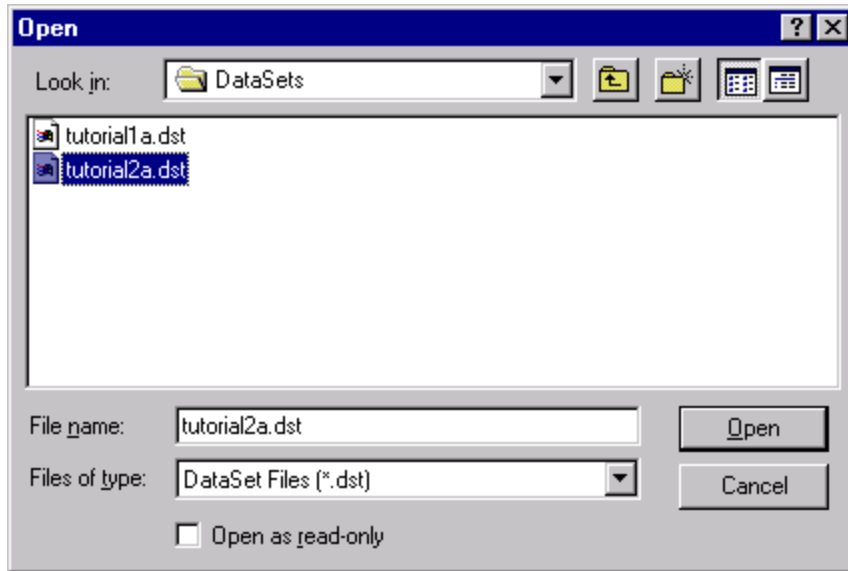 Open
Look in: DataSets
tutorial1a.dst
tutorial2a.dst
File name: tutorial2a.dst Open
Files of type: DataSet Files (*.dst) Cancel
Open as read-only